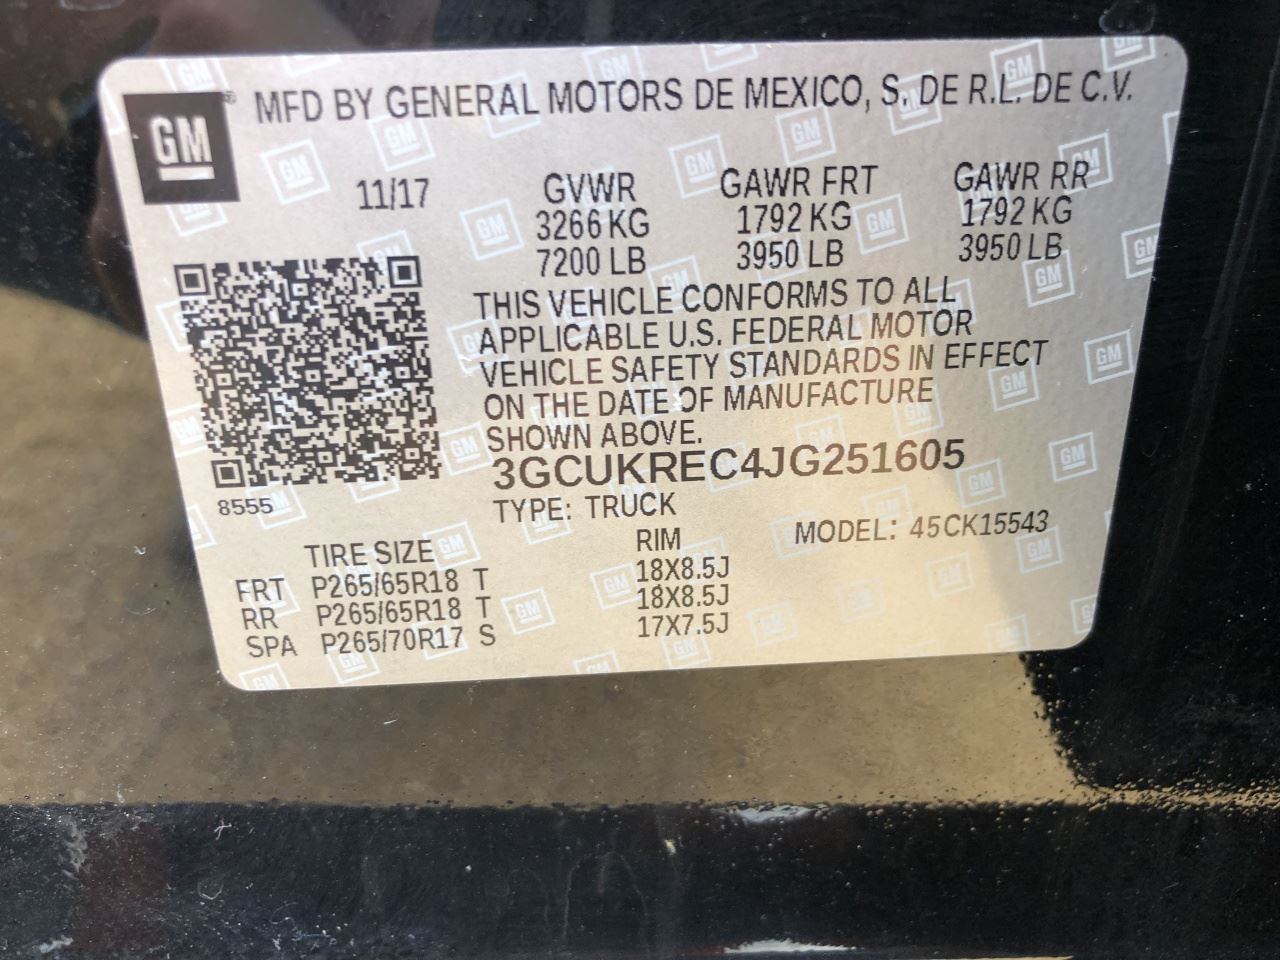 GM® MFD BY GENERAL MOTORS DE MEXICO, S. DE R.L. DE C.V.
11/17 GVWR GAWR FRT GAWR RR
3266 KG 1792 KG 1792 KG
7200 LB 3950 LB 3950 LB
THIS VEHICLE CONFORMS TO ALL
APPLICABLE U.S. FEDERAL MOTOR
VEHICLE SAFETY STANDARDS IN EFFECT
ON THE DATE OF MANUFACTURE
SHOWN ABOVE.
3GCUKREC4JG251605
8555
TYPE: TRUCK
MODEL: 45CK15543
TIRE SIZE RIM
FRT P265/65R18 T 18X8.5J
RR P265/65R18 T 18X8.5J
SPA P265/70R17 S 17X7.5J